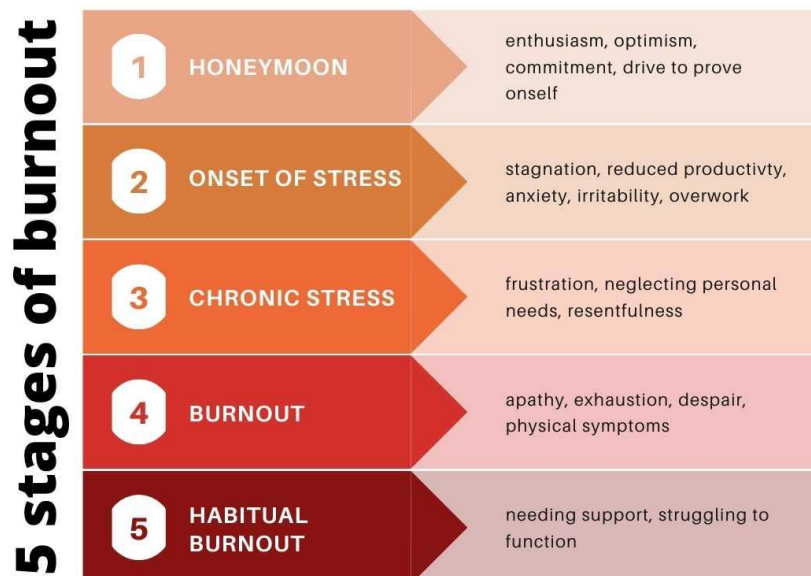 5 stages of burnout
1
HONEYMOON
enthusiasm, optimism,
commitment, drive to prove
onself
2
ONSET OF STRESS
stagnation, reduced productivty,
anxiety, irritability, overwork
3
CHRONIC STRESS
frustration, neglecting personal
needs, resentfulness
4
BURNOUT
apathy, exhaustion, despair,
physical symptoms
5
HABITUAL
BURNOUT
needing support, struggling to
function